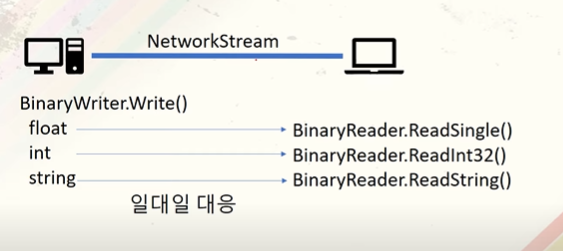 NetworkStream
BinaryWriter.Write()
float BinaryReader.ReadSingle()
int BinaryReader.ReadInt32()
string BinaryReader.ReadString()
일대일 대응